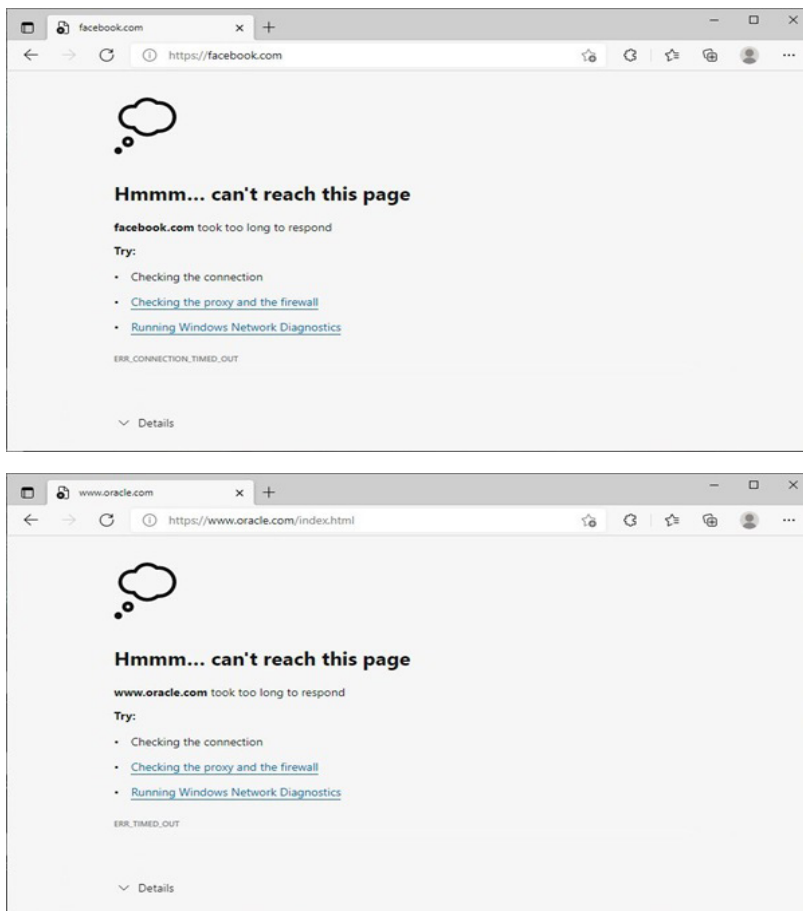 facebook.com
https://facebook.com
Hmmm... can't reach this page
facebook.com took too long to respond
Try:
• Checking the connection
• Checking the proxy and the firewall
• Running Windows Network Diagnostics
ERR_CONNECTION_TIMED_OUT
Details
www.oracle.com
https://www.oracle.com/index.html
Hmmm... can't reach this page
www.oracle.com took too long to respond
Try:
• Checking the connection
• Checking the proxy and the firewall
• Running Windows Network Diagnostics
ERR_TIMED_OUT
Details